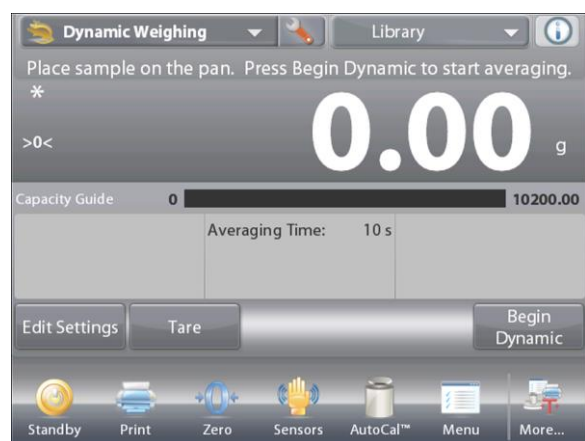 Dynamic Weighing Library
Place sample on the pan. Press Begin Dynamic to start averaging.
*
>0<
0.00 g
Capacity Guide 0 10200.00
Averaging Time: 10 s
Edit Settings Tare Begin Dynamic
Standby Print Zero Sensors AutoCal™ Menu More...